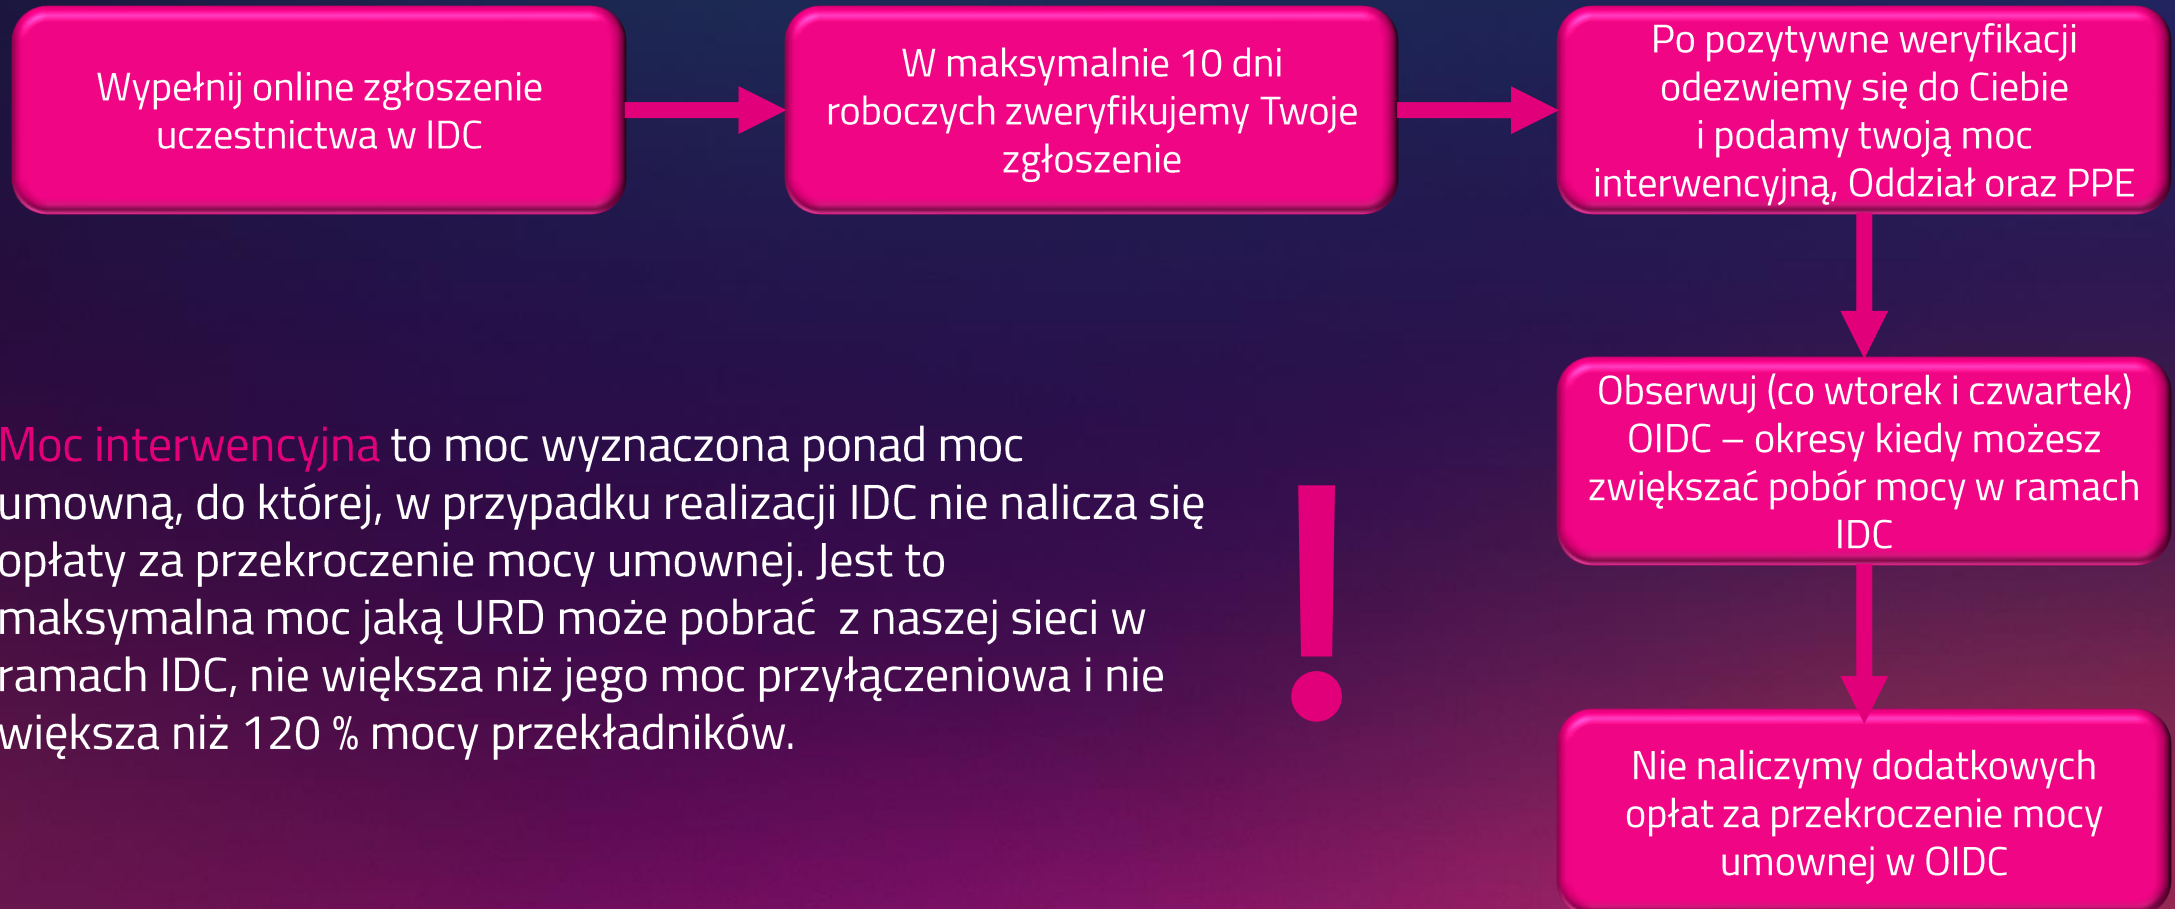 Wypełnij online zgłoszenie
uczestnictwa w IDC
W maksymalnie 10 dni
roboczych zweryfikujemy Twoje
zgłoszenie
Po pozytywne weryfikacji
odezwiemy się do Ciebie
i podamy twoją moc
interwencyjną, Oddział oraz PPE
Obserwuj (co wtorek i czwartek)
OIDC – okresy kiedy możesz
zwiększać pobór mocy w ramach
IDC
Nie naliczymy dodatkowych
opłat za przekroczenie mocy
umownej w OIDC
Moc interwencyjna to moc wyznaczona ponad moc
umowną, do której, w przypadku realizacji IDC nie nalicza się
opłaty za przekroczenie mocy umownej. Jest to
maksymalna moc jaką URD może pobrać  z naszej sieci w
ramach IDC, nie większa niż jego moc przyłączeniowa i nie
większa niż 120 % mocy przekładników.
!